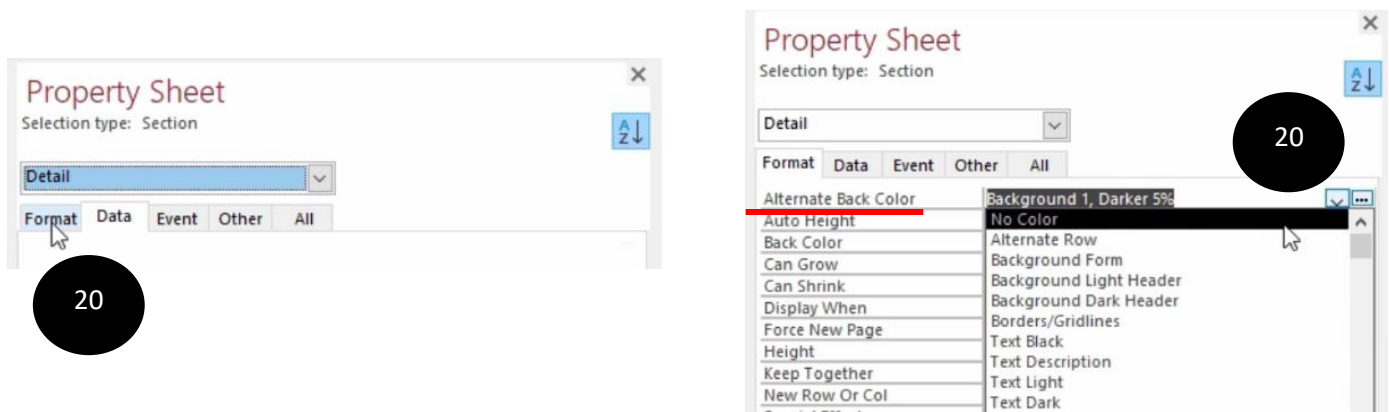 Property Sheet
Selection type: Section
Detail
Format Data Event Other All
20
Property Sheet
Selection type: Section
20
Detail
Format Data Event Other All
Alternate Back Color Background 1, Darker 5%
Auto Height No Color
Back Color Alternate Row
Can Grow Background Form
Can Shrink Background Light Header
Display When Background Dark Header
Force New Page Borders/Gridlines
Height Text Black
Keep Together Text Description
New Row Or Col Text Light
Text Dark